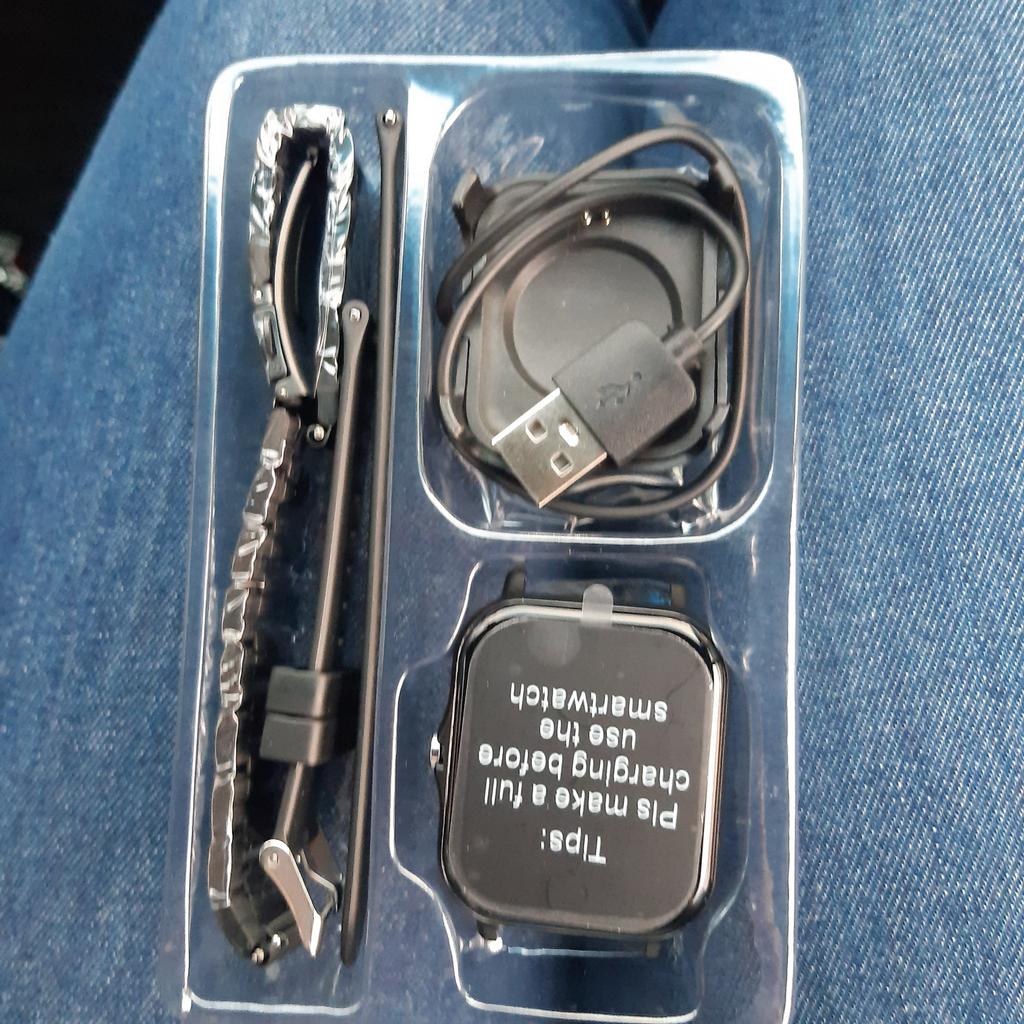 Tips:
Pls make a full
charging before
use the
smartwatch